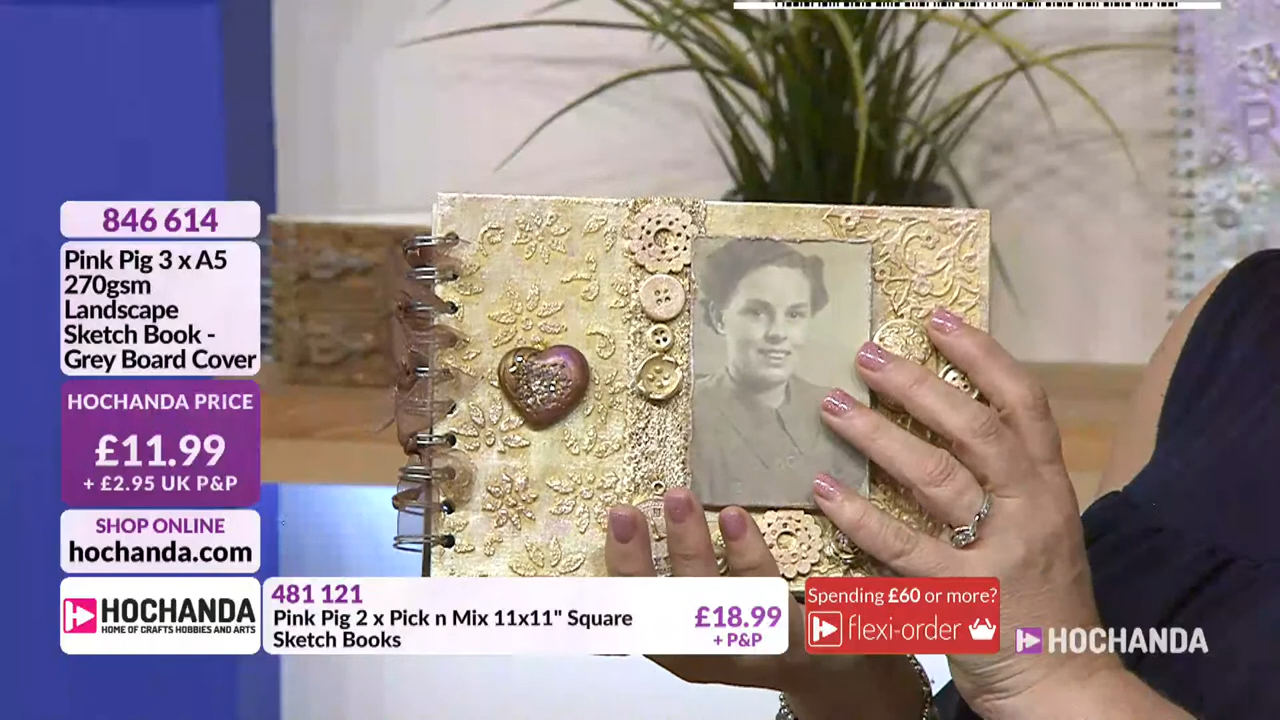 846 614
Pink Pig 3 x A5
270gsm
Landscape
Sketch Book -
Grey Board Cover
HOCHANDA PRICE
£11.99
+ £2.95 UK P&P
SHOP ONLINE
hochanda.com
HOCHANDA
HOME OF CRAFTS HOBBIES AND ARTS
481 121
Pink Pig 2 x Pick n Mix 11x11" Square
Sketch Books
£18.99
+ P&P
Spending £60 or more?
flexi-order
HOCHANDA